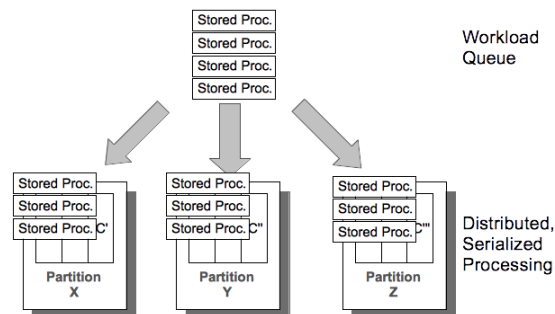 Stored Proc.
Stored Proc.
Stored Proc.
Stored Proc.
Workload
Queue
Stored Proc.
Stored Proc.
Stored Proc.
C'
Partition
X
Stored Proc.
Stored Proc.
Stored Proc.
C"
Partition
Y
Stored Proc.
Stored Proc.
Stored Proc.
C"'
Partition
Z
Distributed,
Serialized
Processing